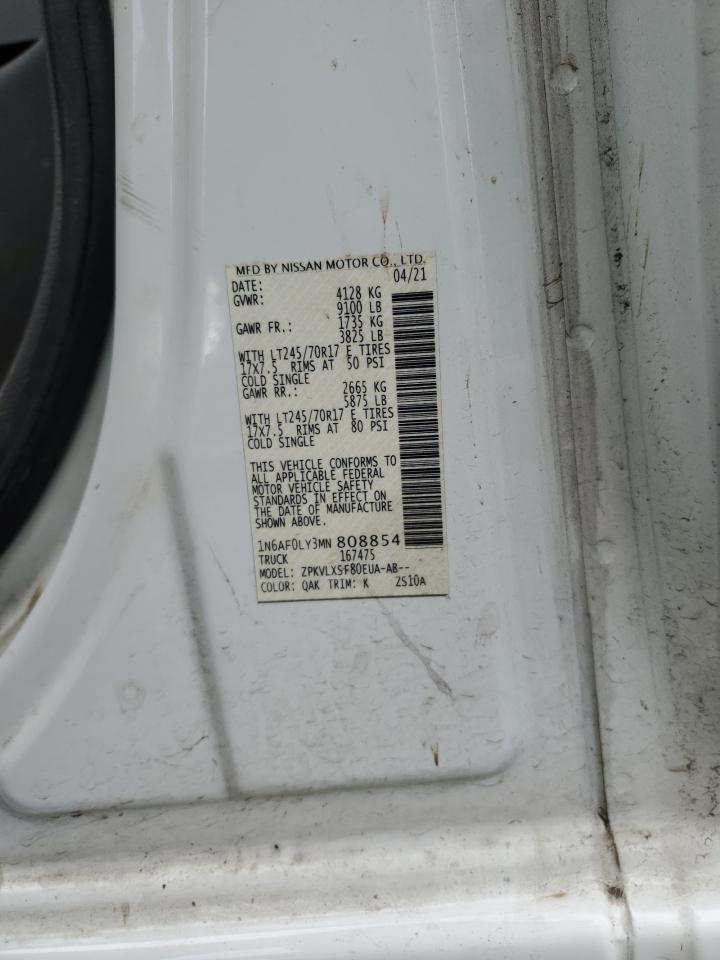 MFD BY NISSAN MOTOR CO., LTD.
DATE: 04/21
GVWR: 4128 KG
9100 LB
GAWR FR.: 1735 KG
3825 LB
WITH LT245/70R17 E TIRES
17X7.5 RIMS AT 50 PSI
COLD SINGLE
GAWR RR.: 2665 KG
5875 LB
WITH LT245/70R17 E TIRES
17X7.5 RIMS AT 80 PSI
COLD SINGLE
THIS VEHICLE CONFORMS TO
ALL APPLICABLE FEDERAL
MOTOR VEHICLE SAFETY
STANDARDS IN EFFECT ON
THE DATE OF MANUFACTURE
SHOWN ABOVE.
1N6AF0LY3MN 808854
TRUCK 167475
MODEL: ZPKVLXSF80EUA-AB--
COLOR: QAK TRIM: K ZS10A